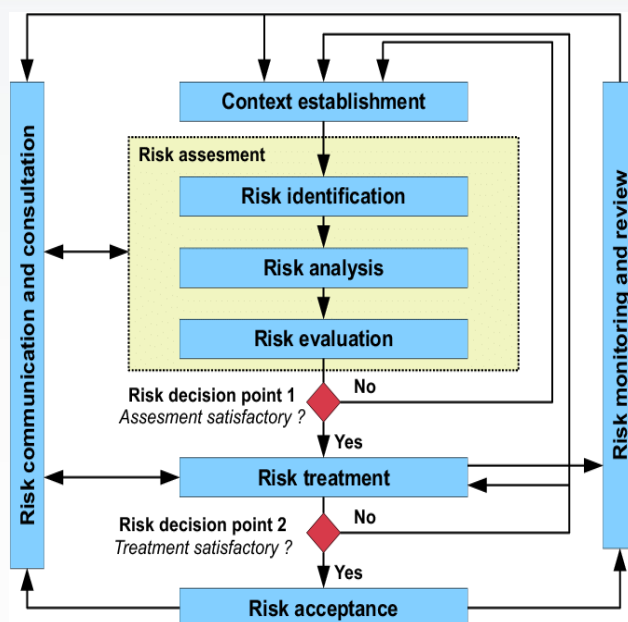 Context establishment
Risk assesment
Risk identification
Risk analysis
Risk evaluation
Risk decision point 1
Assesment satisfactory ?
No
Yes
Risk treatment
Risk decision point 2
Treatment satisfactory ?
No
Yes
Risk acceptance
Risk communication and consultation
Risk monitoring and review